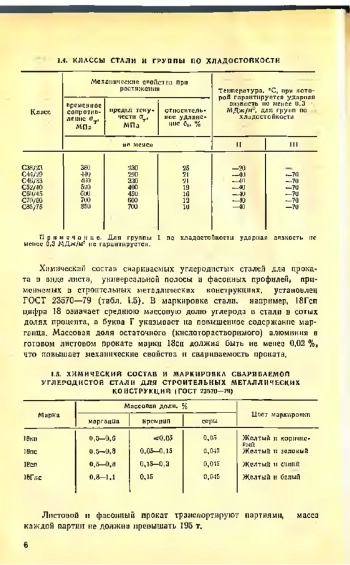 1.4. КЛАССЫ СТАЛИ И ГРУППЫ ПО ХЛАДОСТОЙКОСТИ
Класс
Механические свойства при растяжении
Температура, °С, при которой гарантируется ударная вязкость не менее 0,3 МДж/м², для групп по хладостойкости
временное сопротивление σв, МПа
предел текучести σт, МПа
относительное удлинение δ5, %
не менее
II
III
С38/23 380 230 25 —20 —
С44/29 440 290 21 —40 —70
С46/33 460 330 21 —40 —70
С52/40 520 400 19 —40 —70
С60/45 600 450 16 —40 —70
С70/60 700 600 12 —40 —70
С85/75 850 700 10 —40 —70
Примечание. Для группы I по хладостойкости ударная вязкость не
менее 0,3 МДж/м² не гарантируется.
Химический состав свариваемых углеродистых сталей для прока-
та в виде листа, универсальной полосы и фасонных профилей, при-
меняемых в строительных металлических конструкциях, установлен
ГОСТ 23570—79 (табл. 1.5). В маркировке стали, например, 18Гсп
цифра 18 означает среднюю массовую долю углерода в стали в сотых
долях процента, а буква Г указывает на повышенное содержание мар-
ганца. Массовая доля остаточного (кислоторастворимого) алюминия в
готовом листовом прокате марки 18сп должна быть не менее 0,02 %,
что повышает механические свойства и свариваемость проката.
1.5. ХИМИЧЕСКИЙ СОСТАВ И МАРКИРОВКА СВАРИВАЕМОЙ
УГЛЕРОДИСТОЙ СТАЛИ ДЛЯ СТРОИТЕЛЬНЫХ МЕТАЛЛИЧЕСКИХ
КОНСТРУКЦИЙ (ГОСТ 23570—79)
Марка
Массовая доля, %
Цвет маркировки
марганца
кремния
серы
18кп 0,3—0,6 ≤0,05 0,05 Желтый и коричне-
вый
18пс 0,5—0,8 0,05—0,15 0,045 Желтый и зеленый
18сп 0,5—0,8 0,15—0,3 0,045 Желтый и синий
18Гпс 0,8—1,1 0,15 0,045 Желтый и белый
Листовой и фасонный прокат транспортируют партиями, масса
каждой партии не должна превышать 195 т.
6